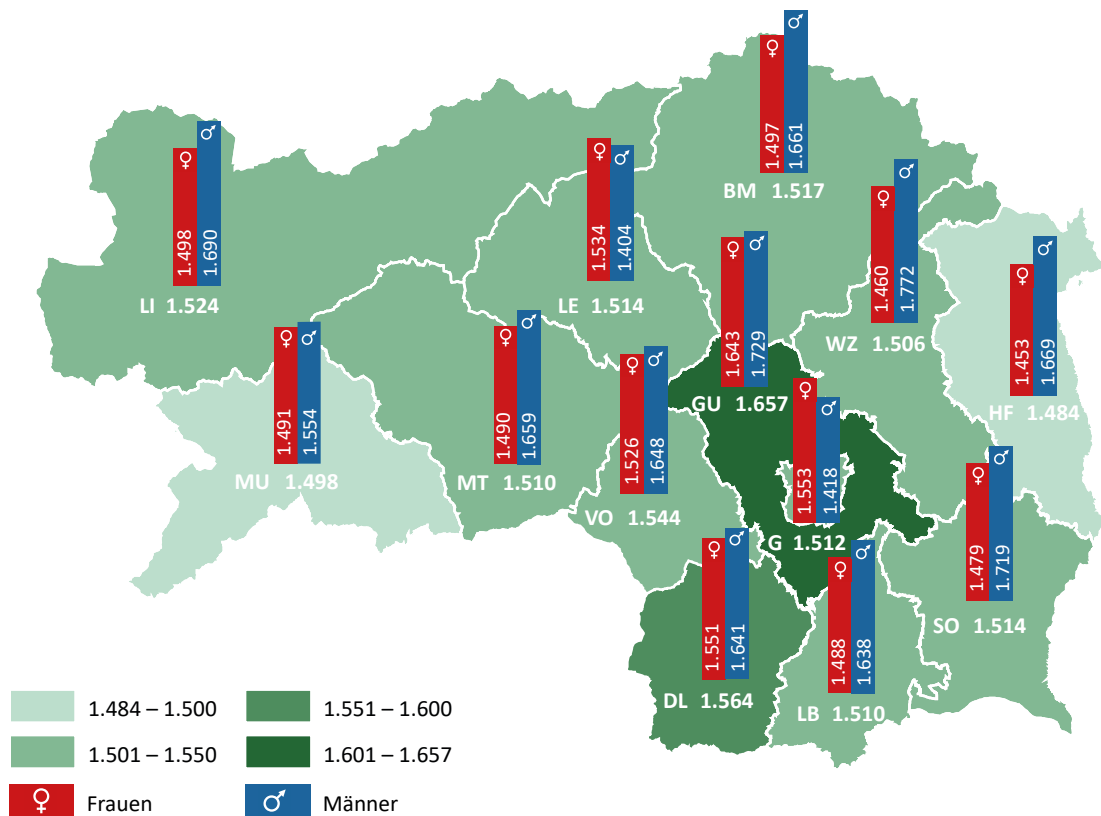 ♀ 1.497
♂ 1.661
BM 1.517
♀ 1.498
♂ 1.690
LI 1.524
♀ 1.534
♂ 1.404
LE 1.514
♀ 1.460
♂ 1.772
WZ 1.506
♀ 1.453
♂ 1.669
HF 1.484
♀ 1.643
♂ 1.729
GU 1.657
♀ 1.491
♂ 1.554
MU 1.498
♀ 1.490
♂ 1.659
MT 1.510
♀ 1.526
♂ 1.648
VO 1.544
♀ 1.553
♂ 1.418
G 1.512
♀ 1.479
♂ 1.719
SO 1.514
♀ 1.551
♂ 1.641
DL 1.564
♀ 1.488
♂ 1.638
LB 1.510
1.484 – 1.500
1.551 – 1.600
1.501 – 1.550
1.601 – 1.657
♀ Frauen
♂ Männer